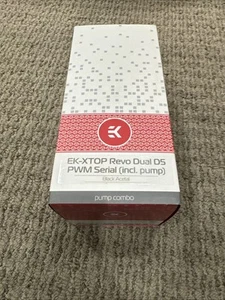 EK
EK-XTOP Revo Dual D5
PWM Serial (incl. pump)
Black Acetal
pump combo